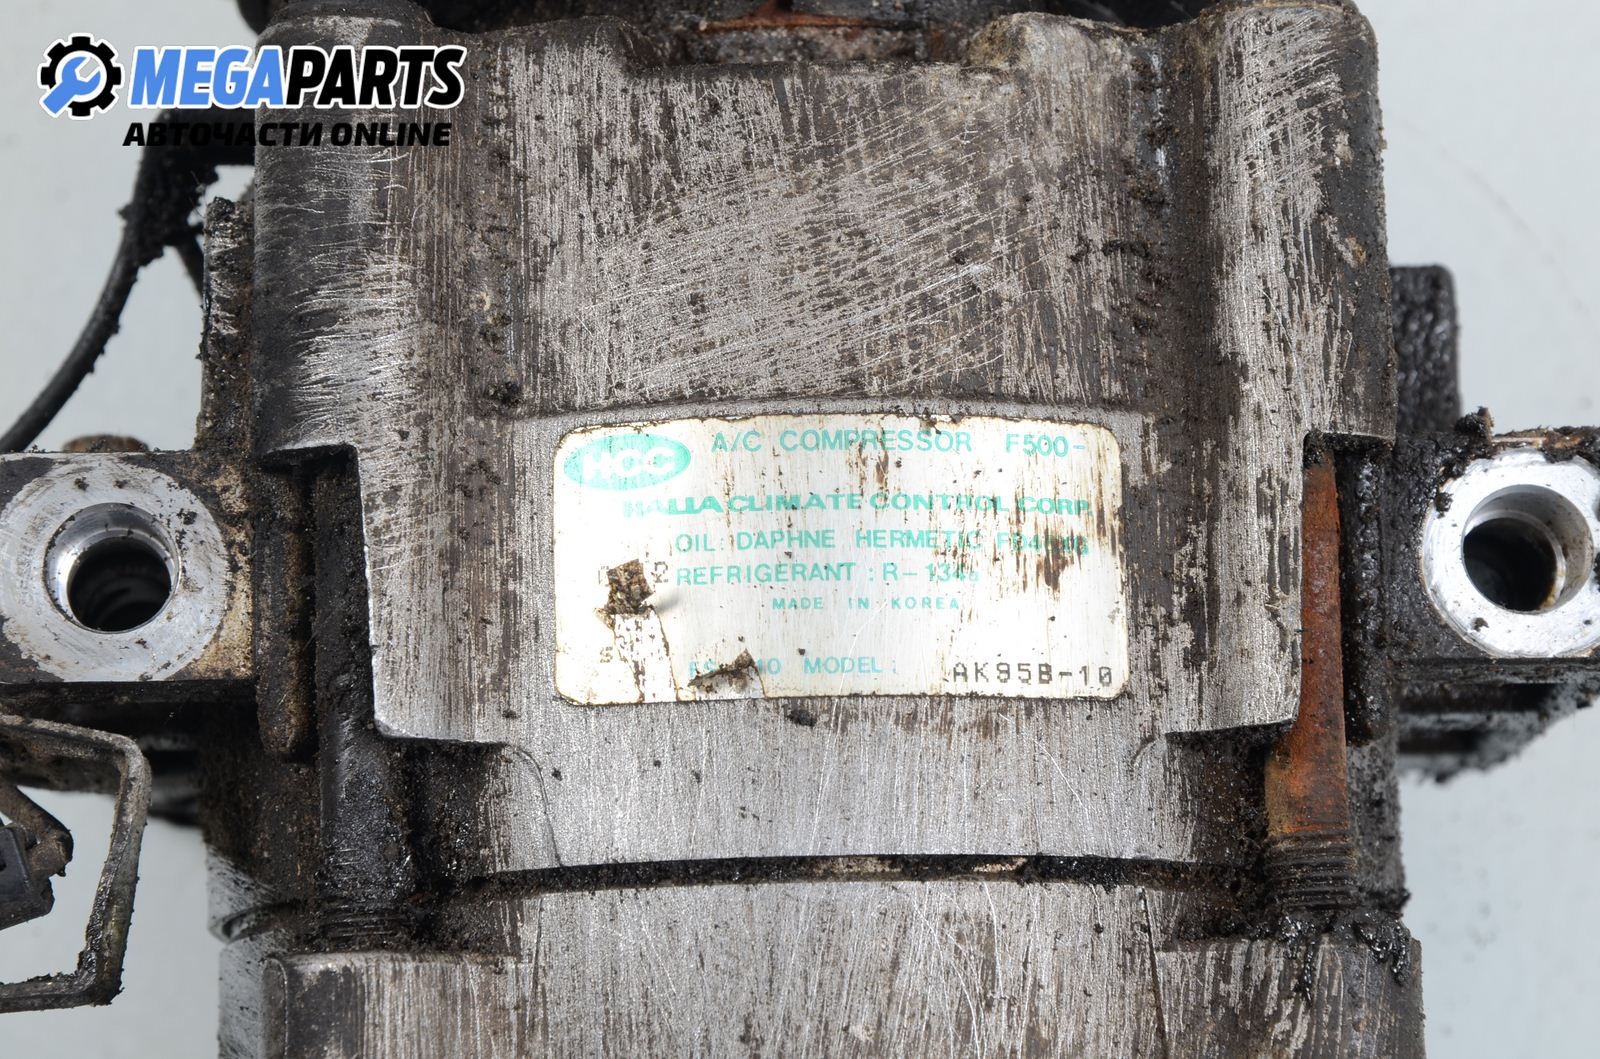 MEGAPARTS
АВТОЧАСТИ ONLINE
A/C COMPRESSOR F500-
HCC
HALLA CLIMATE CONTROL CORP.
OIL: DAPHNE HERMETIC
REFRIGERANT : R-134a
MADE IN KOREA
MODEL: AK95B-10